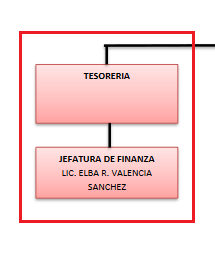 TESORERIA
JEFATURA DE FINANZA
LIC. ELBA R. VALENCIA
SANCHEZ